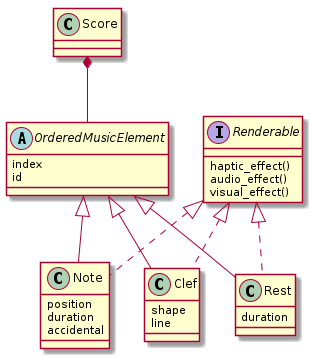 C Score
A OrderedMusicElement
index
id
I Renderable
haptic_effect()
audio_effect()
visual_effect()
C Note
position
duration
accidental
C Clef
shape
line
C Rest
duration